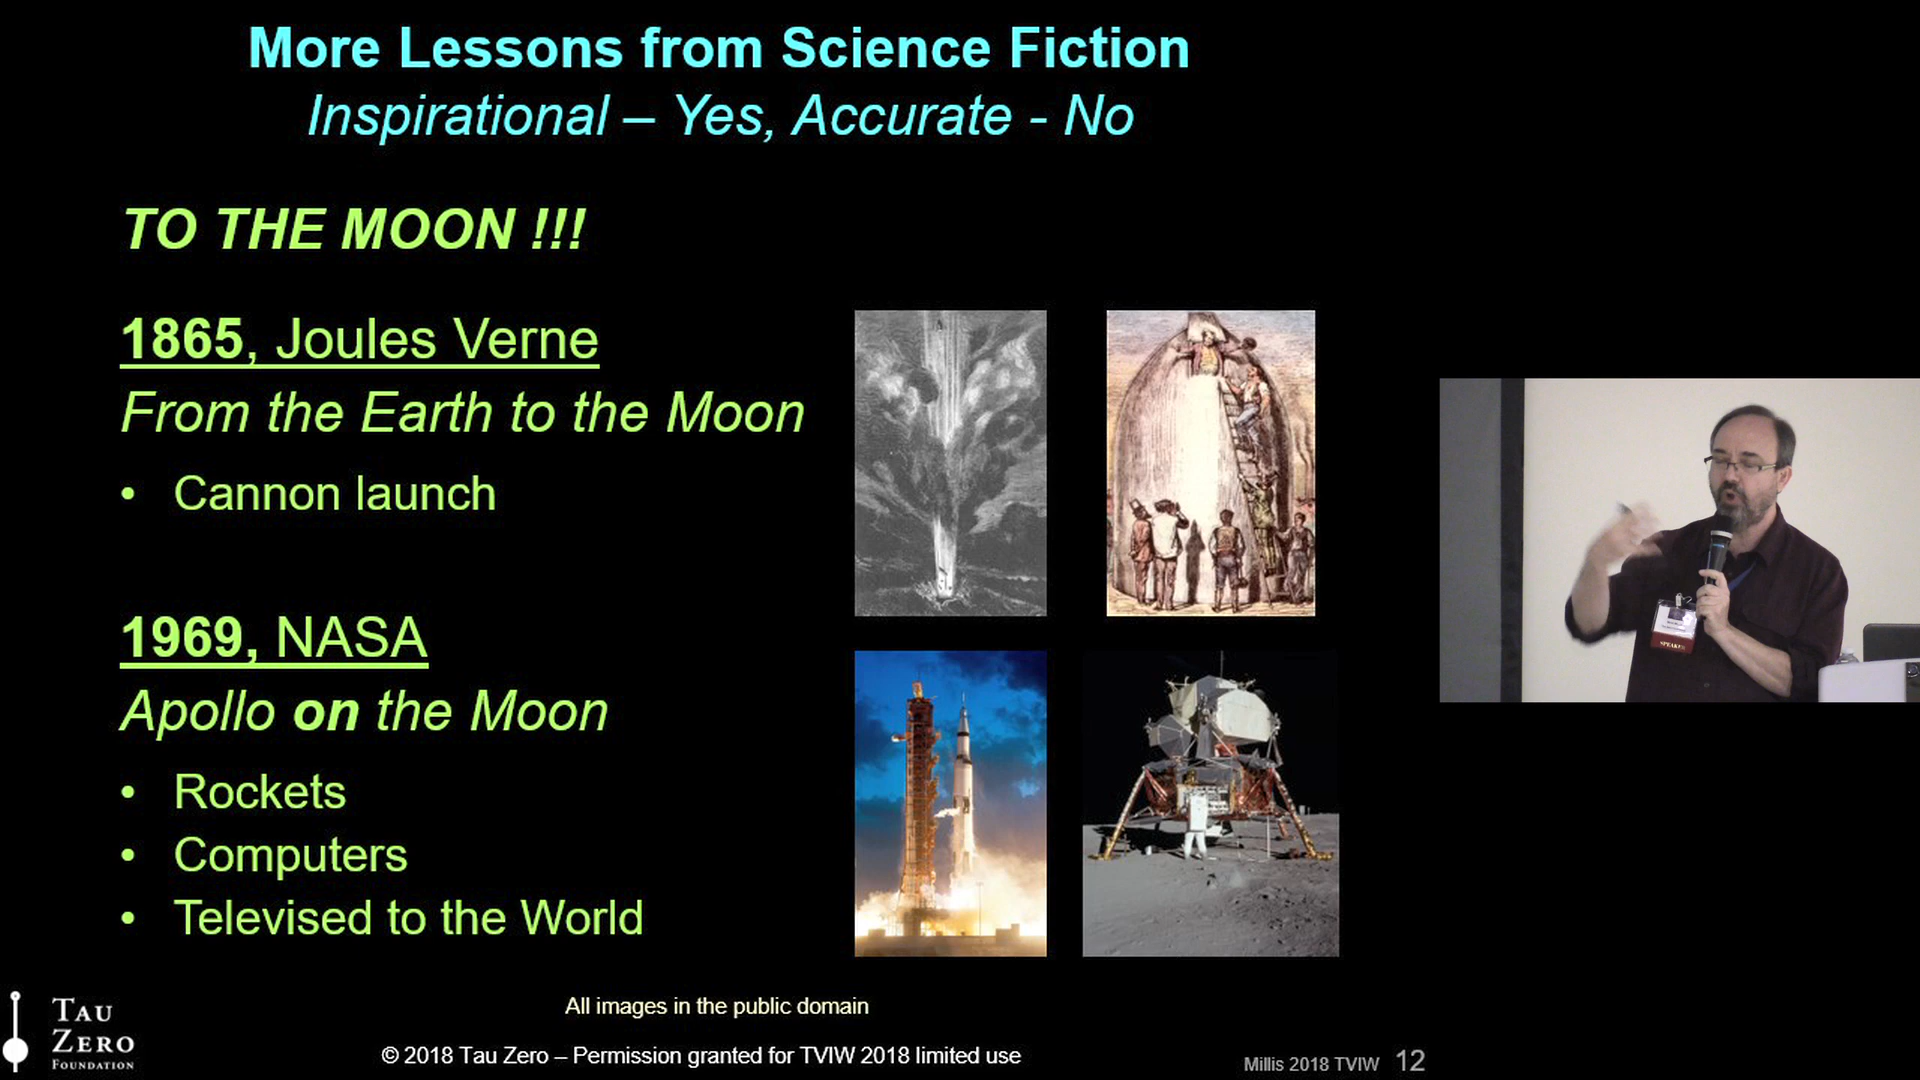 More Lessons from Science Fiction
Inspirational – Yes, Accurate - No
TO THE MOON !!!
1865, Joules Verne
From the Earth to the Moon
• Cannon launch
1969, NASA
Apollo on the Moon
• Rockets
• Computers
• Televised to the World
All images in the public domain
© 2018 Tau Zero – Permission granted for TVIW 2018 limited use
Millis 2018 TVIW 12
TAU
ZERO
FOUNDATION
SPEAKER